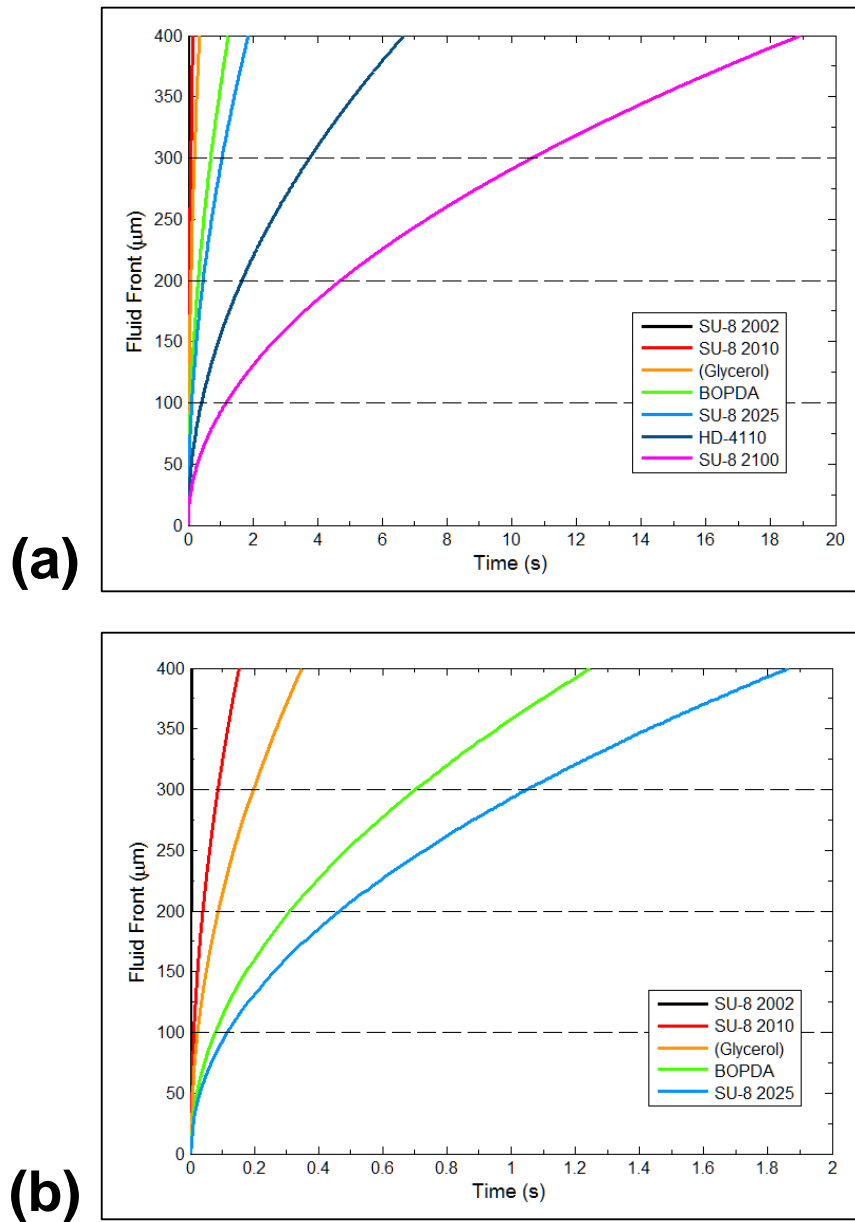 400
350
300
250
200
150
100
50
0
Fluid Front (μm)
SU-8 2002
SU-8 2010
(Glycerol)
BOPDA
SU-8 2025
HD-4110
SU-8 2100
0 2 4 6 8 10 12 14 16 18 20
Time (s)
(a)
400
350
300
250
200
150
100
50
0
Fluid Front (μm)
SU-8 2002
SU-8 2010
(Glycerol)
BOPDA
SU-8 2025
0 0.2 0.4 0.6 0.8 1 1.2 1.4 1.6 1.8 2
Time (s)
(b)